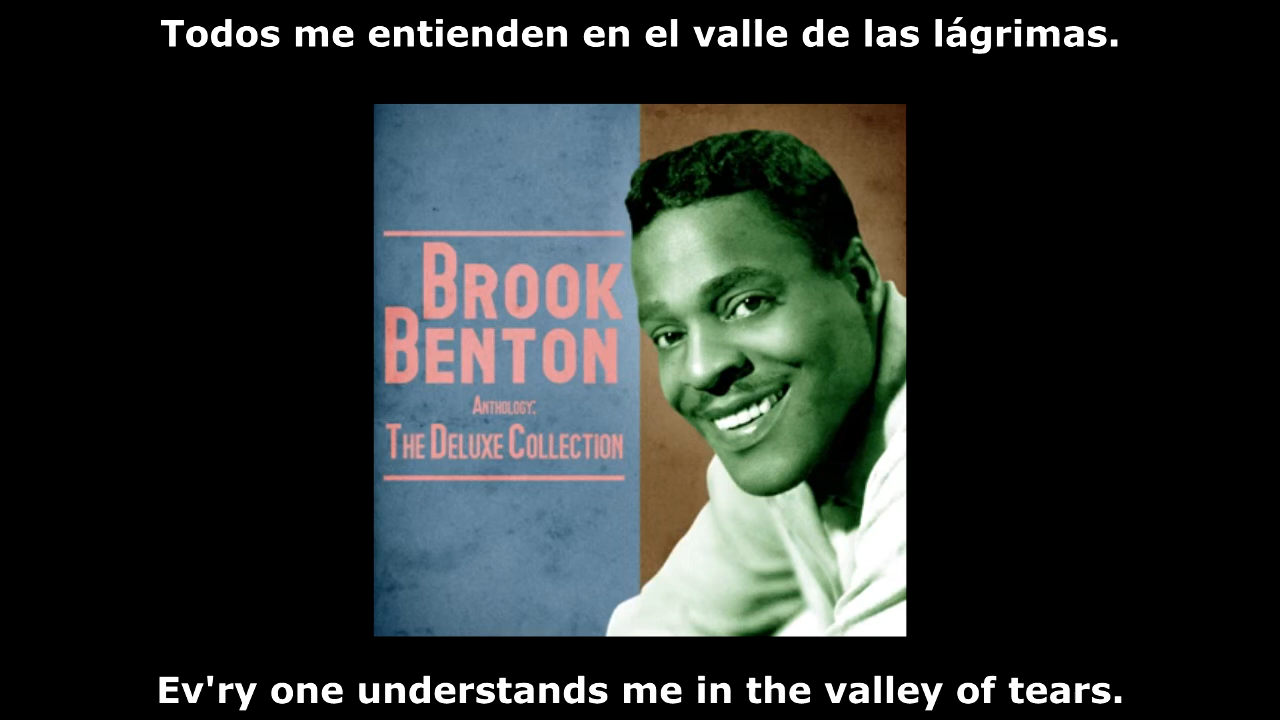 Todos me entienden en el valle de las lágrimas.
BROOK
BENTON
ANTHOLOGY:
THE DELUXE COLLECTION
Ev'ry one understands me in the valley of tears.